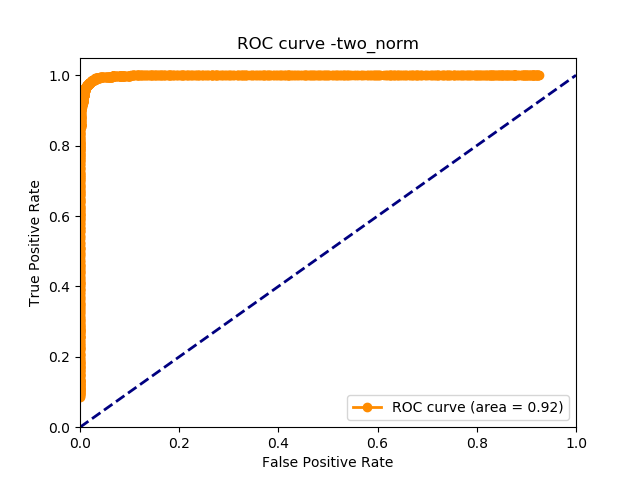 ROC curve -two_norm
True Positive Rate
1.0
0.8
0.6
0.4
0.2
0.0
ROC curve (area = 0.92)
0.0 0.2 0.4 0.6 0.8 1.0
False Positive Rate